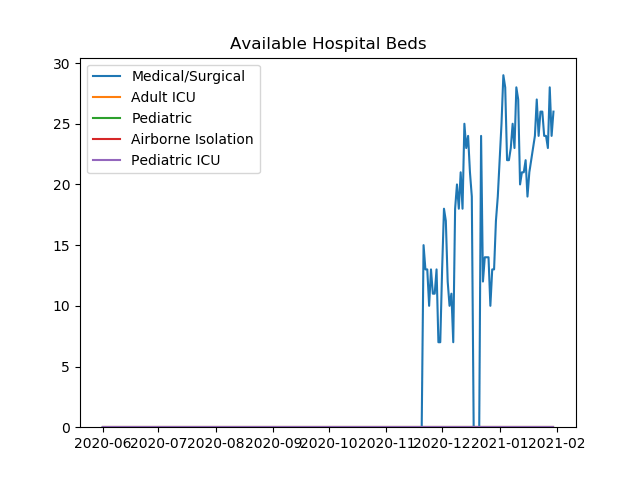 Available Hospital Beds
30
25
20
15
10
5
0
Medical/Surgical
Adult ICU
Pediatric
Airborne Isolation
Pediatric ICU
2020-06 2020-07 2020-08 2020-09 2020-10 2020-11 2020-12 2021-01 2021-02